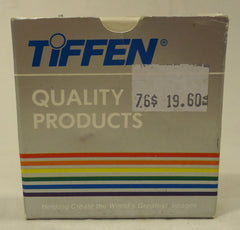 TIFFEN®
QUALITY
PRODUCTS
76$ 19.60
Helping Create the World's Greatest Images